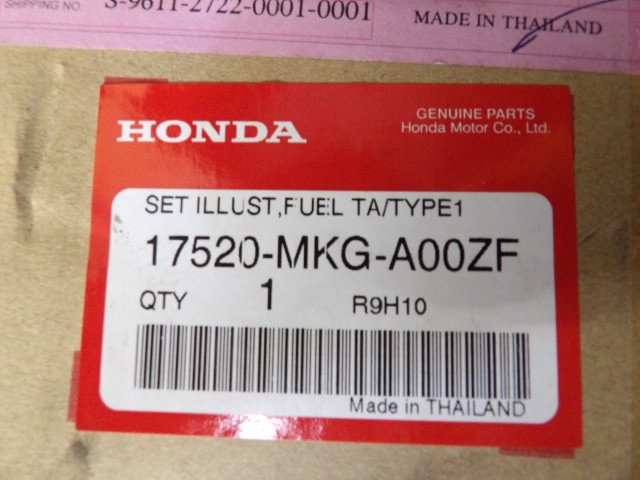 SHIPPING NO. S-9611-2722-0001-0001
MADE IN THAILAND
HONDA
GENUINE PARTS
Honda Motor Co., Ltd.
SET ILLUST,FUEL TA/TYPE1
17520-MKG-A00ZF
QTY 1 R9H10
Made in THAILAND